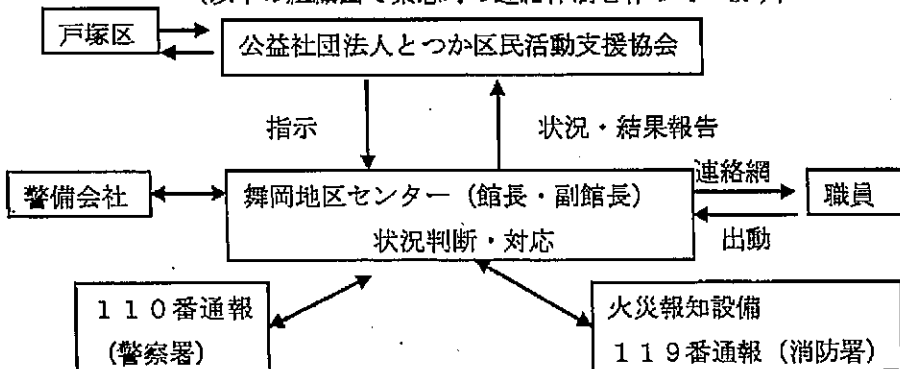 戸塚区
公益社団法人とつか区民活動支援協会
指示
状況・結果報告
警備会社
舞岡地区センター（館長・副館長）
状況判断・対応
連絡網
出動
職員
１１０番通報
（警察署）
火災報知設備
１１９番通報（消防署）